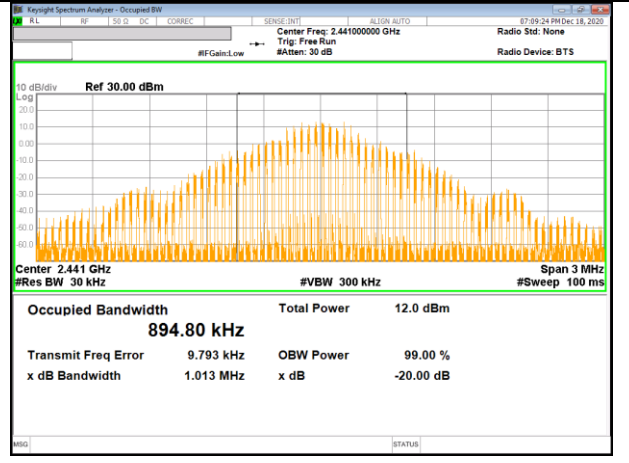 Keysight Spectrum Analyzer - Occupied BW
RL RF 50 Ω DC CORREC SENSE:INT ALIGN AUTO 07:09:24 PM Dec 18, 2020
Center Freq: 2.441000000 GHz Radio Std: None
Trig: Free Run
#IFGain:Low #Atten: 30 dB Radio Device: BTS
10 dB/div Ref 30.00 dBm
Log
20.0
10.0
0.00
-10.0
-20.0
-30.0
-40.0
-50.0
-60.0
Center 2.441 GHz Span 3 MHz
#Res BW 30 kHz #VBW 300 kHz #Sweep 100 ms
Occupied Bandwidth Total Power 12.0 dBm
894.80 kHz
Transmit Freq Error 9.793 kHz OBW Power 99.00 %
x dB Bandwidth 1.013 MHz x dB -20.00 dB
MSG STATUS